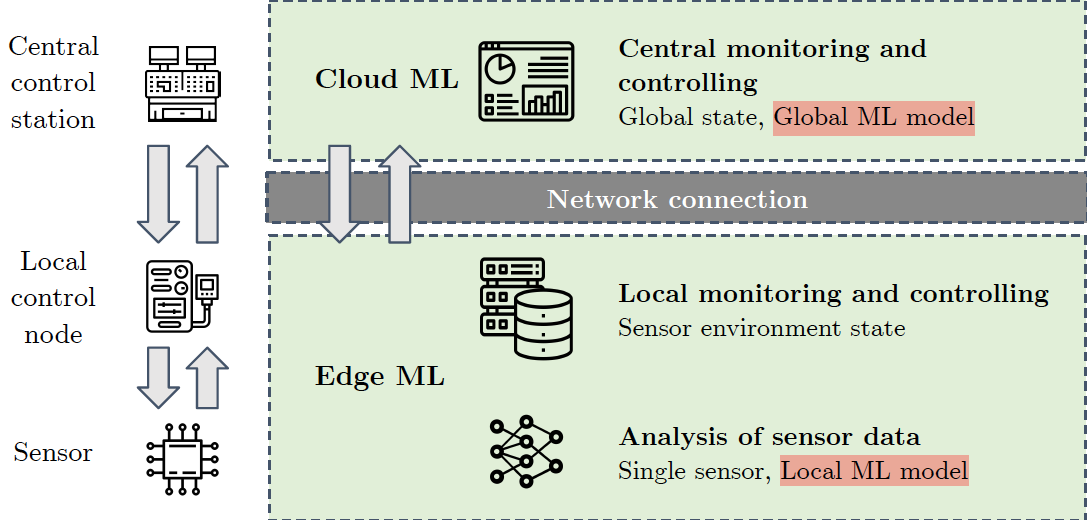 Central
control
station
Cloud ML
Central monitoring and
controlling
Global state, Global ML model
Network connection
Local
control
node
Local monitoring and controlling
Sensor environment state
Edge ML
Sensor
Analysis of sensor data
Single sensor, Local ML model